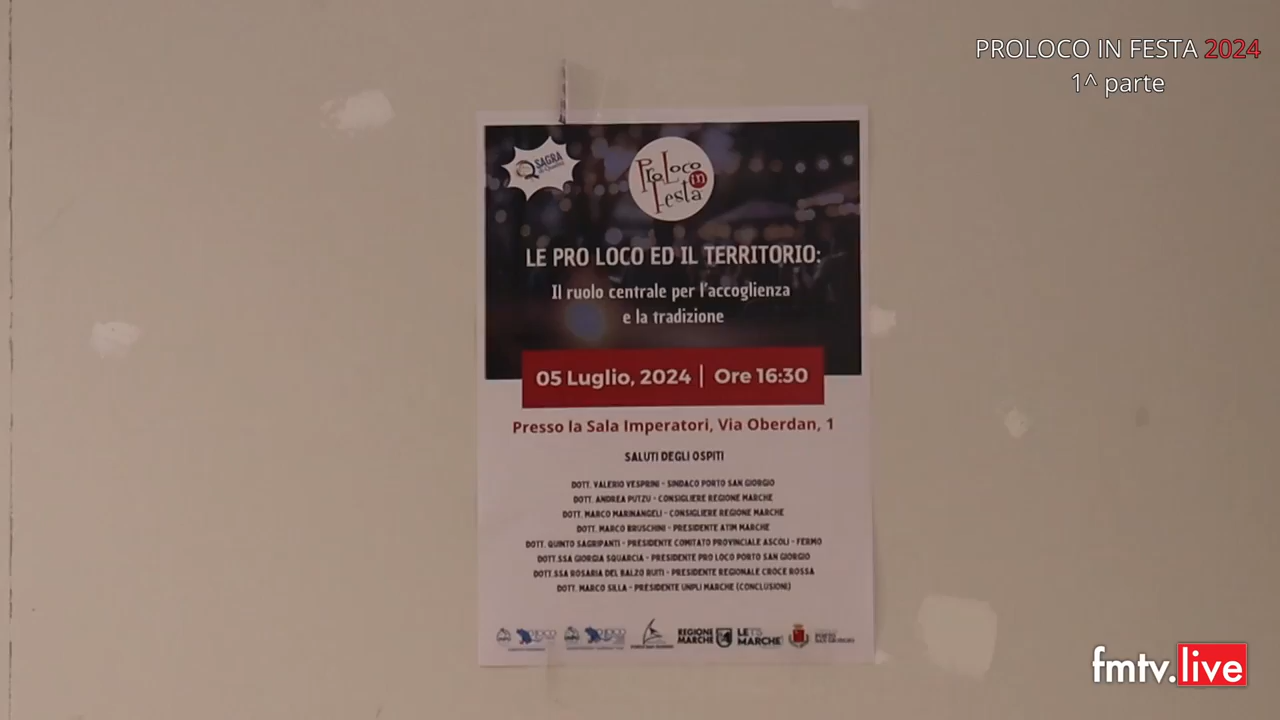 PROLOCO IN FESTA 2024
1^ parte
SAGRA
di Qualità
ProLoco
in
Festa
LE PRO LOCO ED IL TERRITORIO:
Il ruolo centrale per l'accoglienza
e la tradizione
05 Luglio, 2024 | Ore 16:30
Presso la Sala Imperatori, Via Oberdan, 1
SALUTI DEGLI OSPITI
DOTT. VALERIO VESPRINI - SINDACO PORTO SAN GIORGIO
DOTT. ANDREA PUTZU - CONSIGLIERE REGIONE MARCHE
DOTT. MARCO MARINANGELI - CONSIGLIERE REGIONE MARCHE
DOTT. MARCO BRUSCHINI - PRESIDENTE ATIM MARCHE
DOTT. QUINTO SAGRIPANTI - PRESIDENTE COMITATO PROVINCIALE ASCOLI - FERMO
DOTT.SSA GIORGIA SQUARCIA - PRESIDENTE PRO LOCO PORTO SAN GIORGIO
DOTT.SSA ROSARIA DEL BALZO RUITI - PRESIDENTE REGIONALE CROCE ROSSA
DOTT. MARCO SILLA - PRESIDENTE UNPLI MARCHE (CONCLUSIONI)
REGIONE
MARCHE
LET'S
MARCHE
fmtv.live